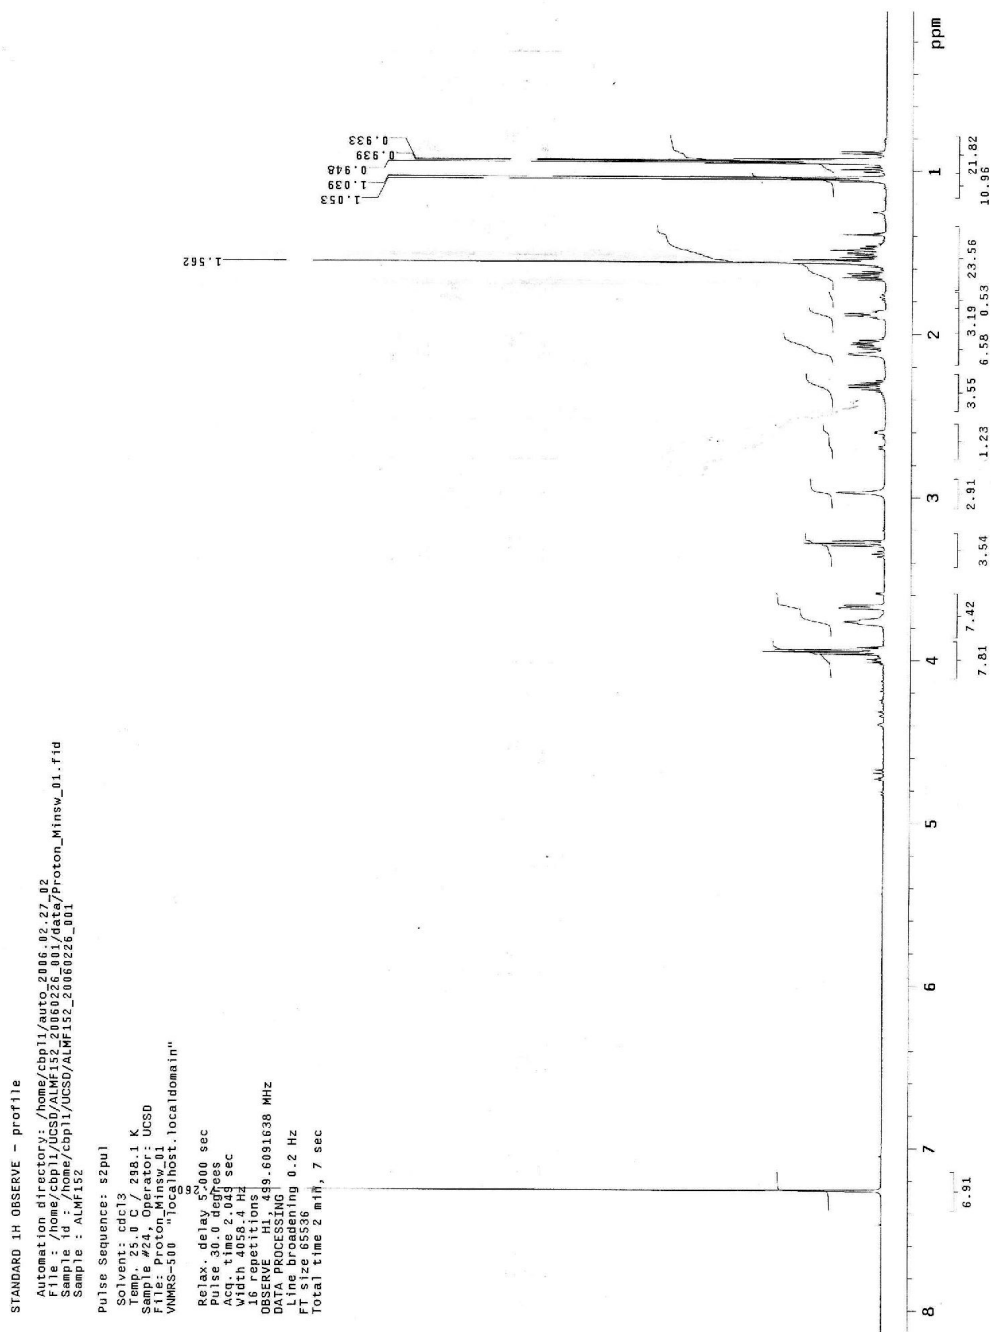 STANDARD 1H OBSERVE - profile
Automation directory: /home/cbpl1/auto_2006.02.27_02
File : /home/cbpl1/UCSD/ALMF152_20060226_001/data/Proton_Minsw_01.fid
Sample id : /home/cbpl1/UCSD/ALMF152_20060226_001
Sample : ALMF152
Pulse Sequence: s2pul
Solvent: cdcl3
Temp. 25.0 C / 298.1 K
Sample #24, Operator: UCSD
File: Proton_Minsw_01
VNMRS-500 "localhost.localdomain"
Relax. delay 5.000 sec
Pulse 30.0 degrees
Acq. time 2.049 sec
Width 4058.4 Hz
16 repetitions
OBSERVE H1, 499.6091638 MHz
DATA PROCESSING
Line broadening 0.2 Hz
FT size 65536
Total time 2 min, 7 sec
1.562
1.053
1.039
0.948
0.939
0.933
8 7 6 5 4 3 2 1 ppm
6.91 7.81 7.42 3.54 2.91 1.23 3.55 6.58 3.19 0.53 23.56 10.96 21.82